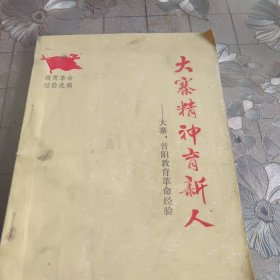 教育革命
经验选编
大寨精神育新人
——大寨、昔阳教育革命经验